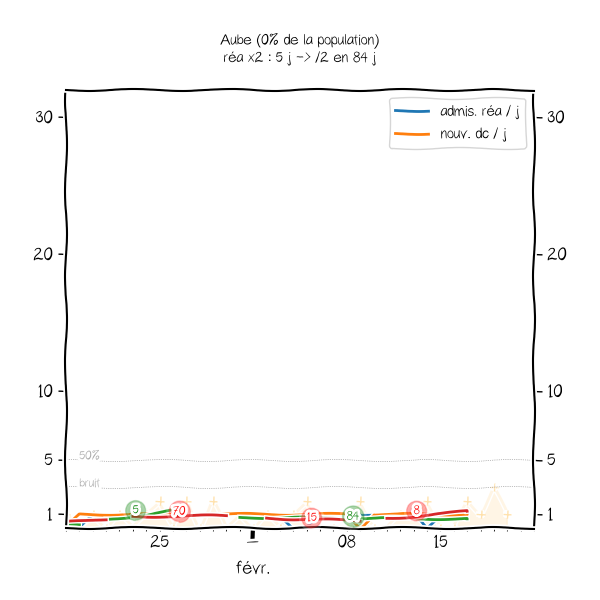 Aube (0% de la population)
réa x2 : 5 j -> /2 en 84 j
admis. réa / j
nouv. dc / j
30 30
20 20
10 10
5 50% 5
bruit
1 5 70 16 84 8 1
25 08 15
févr.